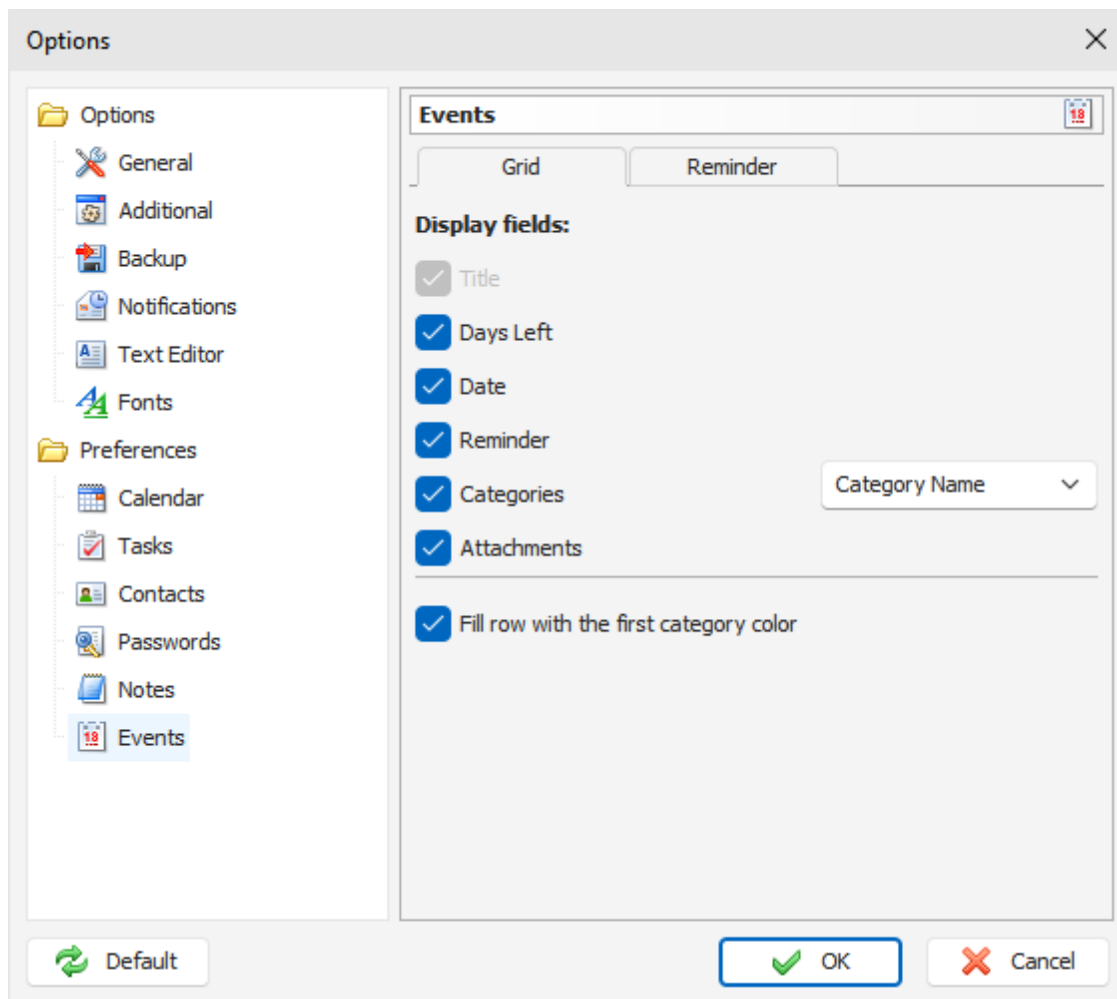 Options
Options
General
Additional
Backup
Notifications
Text Editor
Fonts
Preferences
Calendar
Tasks
Contacts
Passwords
Notes
18 Events
Events 18
Grid Reminder
Display fields:
Title
Days Left
Date
Reminder
Categories Category Name
Attachments
Fill row with the first category color
Default OK Cancel